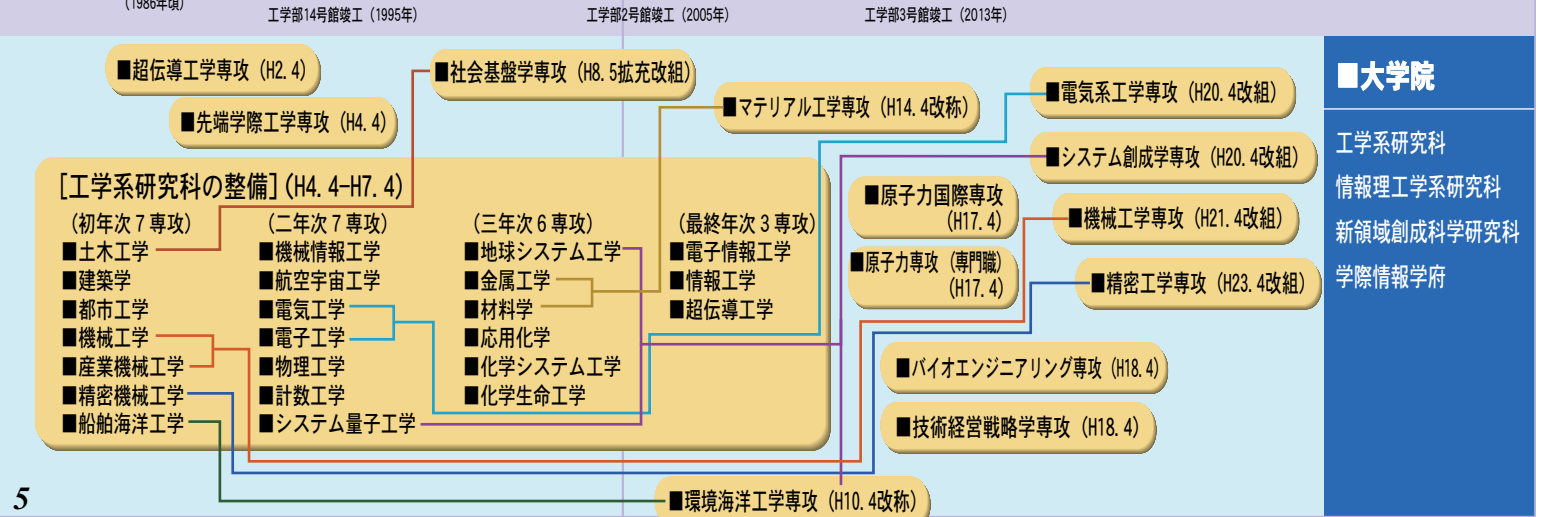 （1986年頃）
工学部14号館竣工（1995年）
工学部2号館竣工（2005年）
工学部3号館竣工（2013年）
■超伝導工学専攻（H2.4）
■先端学際工学専攻（H4.4）
■社会基盤学専攻（H8.5拡充改組）
■マテリアル工学専攻（H14.4改称）
■電気系工学専攻（H20.4改組）
■システム創成学専攻（H20.4改組）
■原子力国際専攻
（H17.4）
■機械工学専攻（H21.4改組）
■原子力専攻（専門職）
（H17.4）
■精密工学専攻（H23.4改組）
■バイオエンジニアリング専攻（H18.4）
■技術経営戦略学専攻（H18.4）
■環境海洋工学専攻（H10.4改称）
［工学系研究科の整備］（H4.4-H7.4）
（初年次７専攻）
■土木工学
■建築学
■都市工学
■機械工学
■産業機械工学
■精密機械工学
■船舶海洋工学
（二年次７専攻）
■機械情報工学
■航空宇宙工学
■電気工学
■電子工学
■物理工学
■計数工学
■システム量子工学
（三年次６専攻）
■地球システム工学
■金属工学
■材料学
■応用化学
■化学システム工学
■化学生命工学
（最終年次３専攻）
■電子情報工学
■情報工学
■超伝導工学
■大学院
工学系研究科
情報理工学系研究科
新領域創成科学研究科
学際情報学府
5